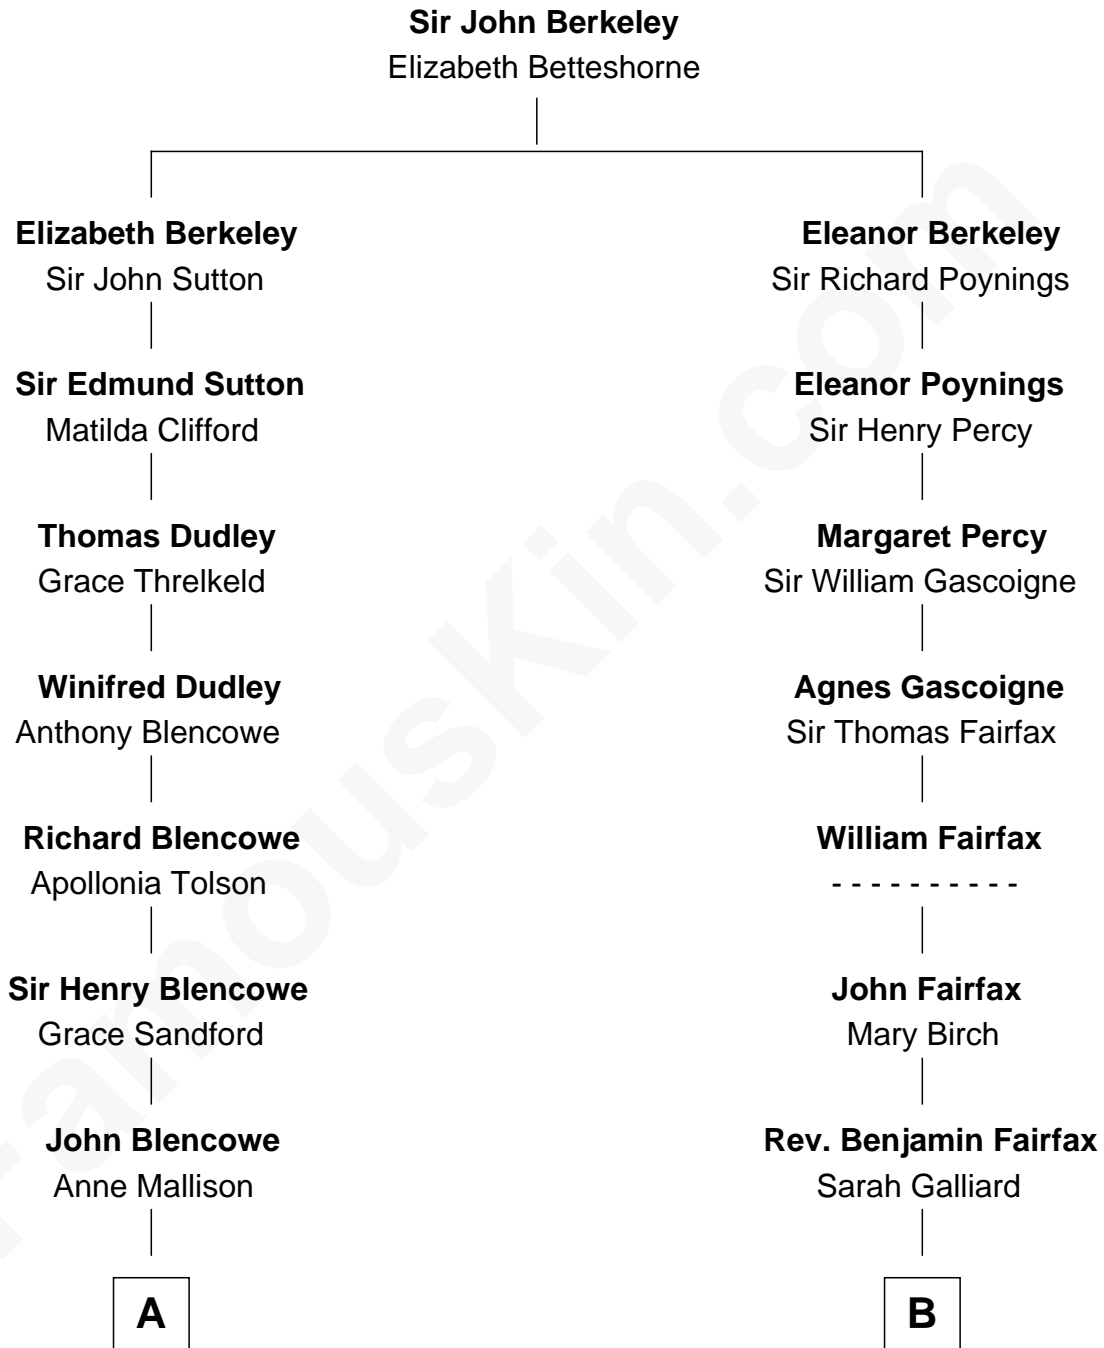 Sir John Berkeley
Elizabeth Betteshorne
Elizabeth Berkeley
Sir John Sutton
Eleanor Berkeley
Sir Richard Poynings
Sir Edmund Sutton
Matilda Clifford
Eleanor Poynings
Sir Henry Percy
Thomas Dudley
Grace Threlkeld
Margaret Percy
Sir William Gascoigne
Winifred Dudley
Anthony Blencowe
Agnes Gascoigne
Sir Thomas Fairfax
Richard Blencowe
Apollonia Tolson
William Fairfax
- - - - - - - - - -
Sir Henry Blencowe
Grace Sandford
John Fairfax
Mary Birch
John Blencowe
Anne Mallison
Rev. Benjamin Fairfax
Sarah Galliard
A
B
FamousKin.com